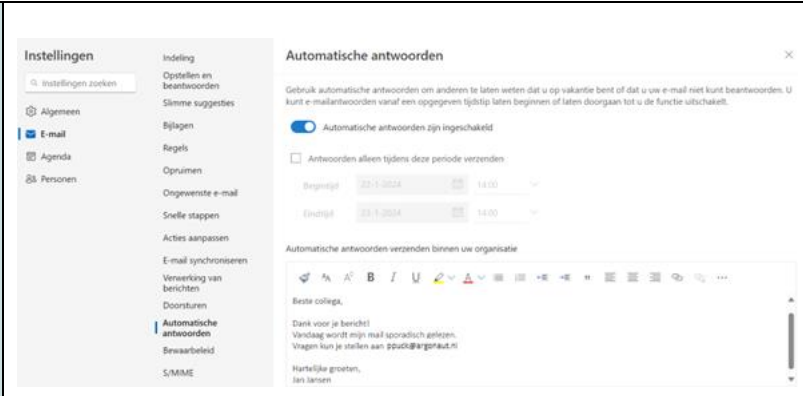 Instellingen
Instellingen zoeken
Algemeen
E-mail
Agenda
Personen
Indeling
Opstellen en
beantwoorden
Slimme suggesties
Bijlagen
Regels
Opruimen
Ongewenste e-mail
Snelle stappen
Acties aanpassen
E-mail synchroniseren
Verwerking van
berichten
Doorsturen
Automatische
antwoorden
Bewaarbeleid
S/MIME
Automatische antwoorden
Gebruik automatische antwoorden om anderen te laten weten dat u op vakantie bent of dat u uw e-mail niet kunt beantwoorden. U
kunt e-mailantwoorden vanaf een opgegeven tijdstip laten beginnen of laten doorgaan tot u de functie uitschakelt.
Automatische antwoorden zijn ingeschakeld
Antwoorden alleen tijdens deze periode verzenden
Begintijd 22-1-2024 14:00
Eindtijd 23-1-2024 14:00
Automatische antwoorden verzenden binnen uw organisatie
B I U A
Beste collega,
Dank voor je bericht!
Vandaag wordt mijn mail sporadisch gelezen.
Vragen kun je stellen aan ppuck@argonaut.nl
Hartelijke groeten,
Jan Jansen